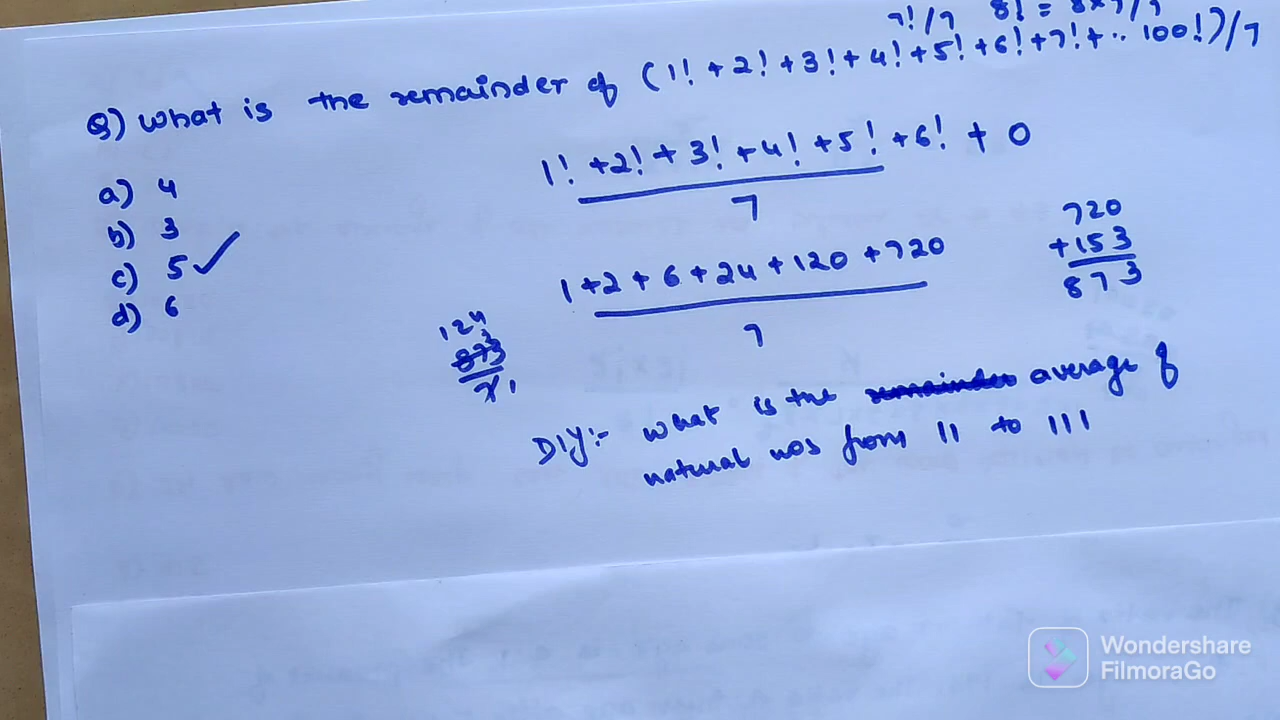 7!/7 8! = 8×7/7
Q) What is the remainder of (1! + 2! + 3! + 4! + 5! + 6! + 7! + .. 100!)/7
a) 4
b) 3
c) 5 ✓
d) 6
1! + 2! + 3! + 4! + 5! + 6! + 0
7
1 + 2 + 6 + 24 + 120 + 720
7
720
+153
873
124
873
7
DIY:- What is the average of
natural nos from 11 to 111
Wondershare
FilmoraGo